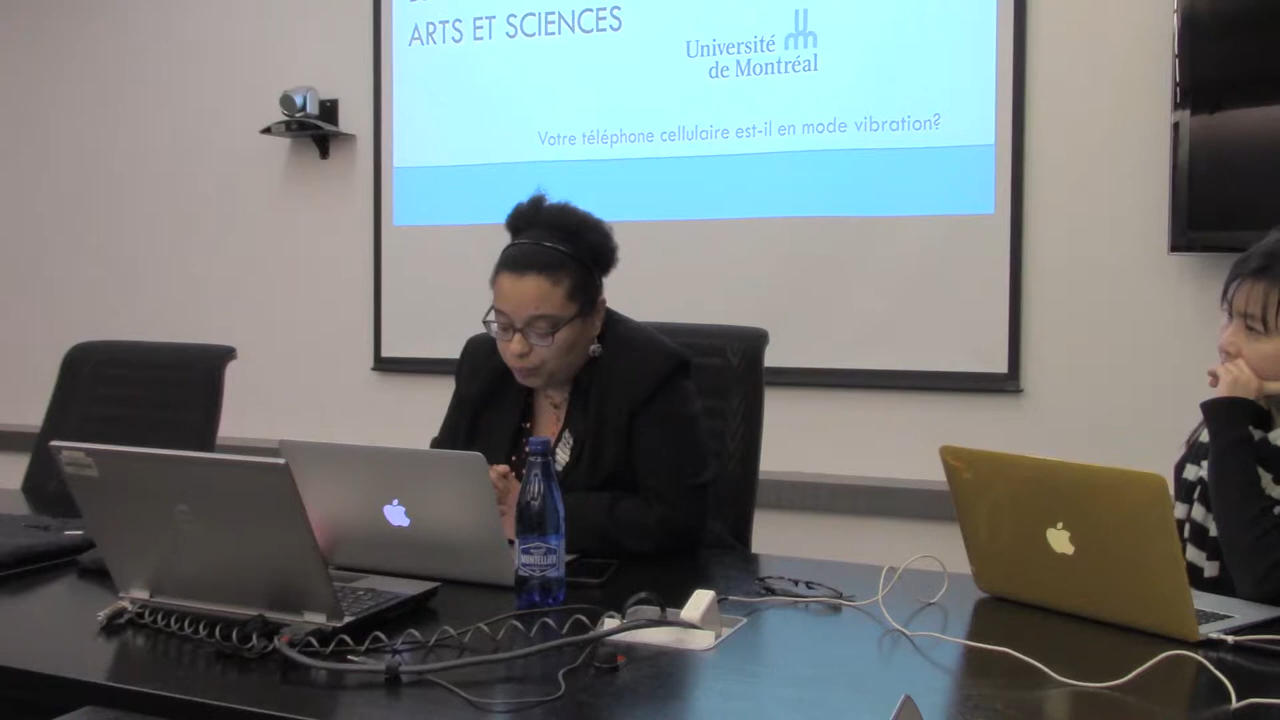 ARTS ET SCIENCES
Université
de Montréal
Votre téléphone cellulaire est-il en mode vibration?
MONTELLIER